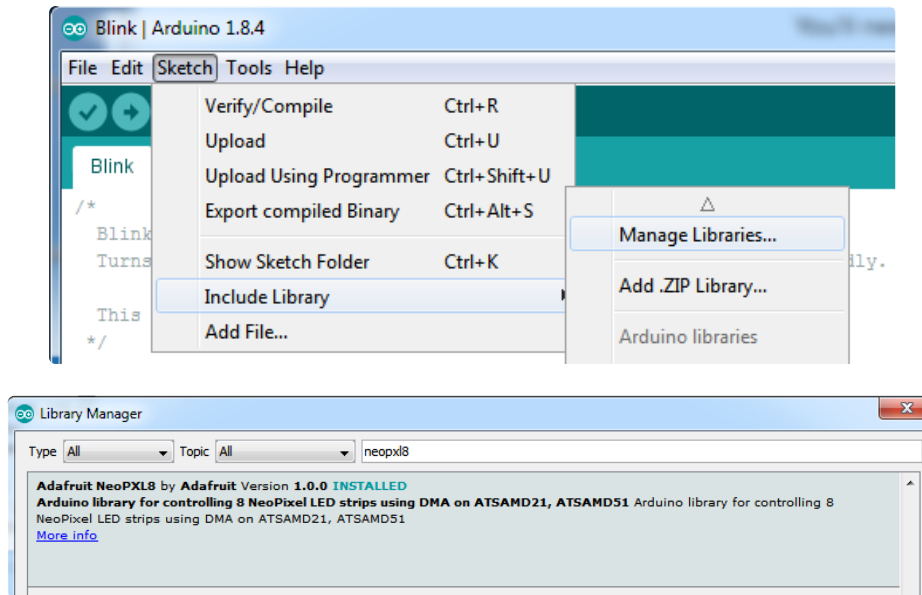 Blink | Arduino 1.8.4
File Edit Sketch Tools Help
Verify/Compile Ctrl+R
Upload Ctrl+U
Blink
Upload Using Programmer Ctrl+Shift+U
/*
Export compiled Binary Ctrl+Alt+S
Blink
Manage Libraries...
Turns
Show Sketch Folder Ctrl+K
dly.
Include Library
Add .ZIP Library...
This
Add File...
Arduino libraries
*/
Library Manager
Type All Topic All neopxl8
Adafruit NeoPXL8 by Adafruit Version 1.0.0 INSTALLED
Arduino library for controlling 8 NeoPixel LED strips using DMA on ATSAMD21, ATSAMD51 Arduino library for controlling 8
NeoPixel LED strips using DMA on ATSAMD21, ATSAMD51
More info